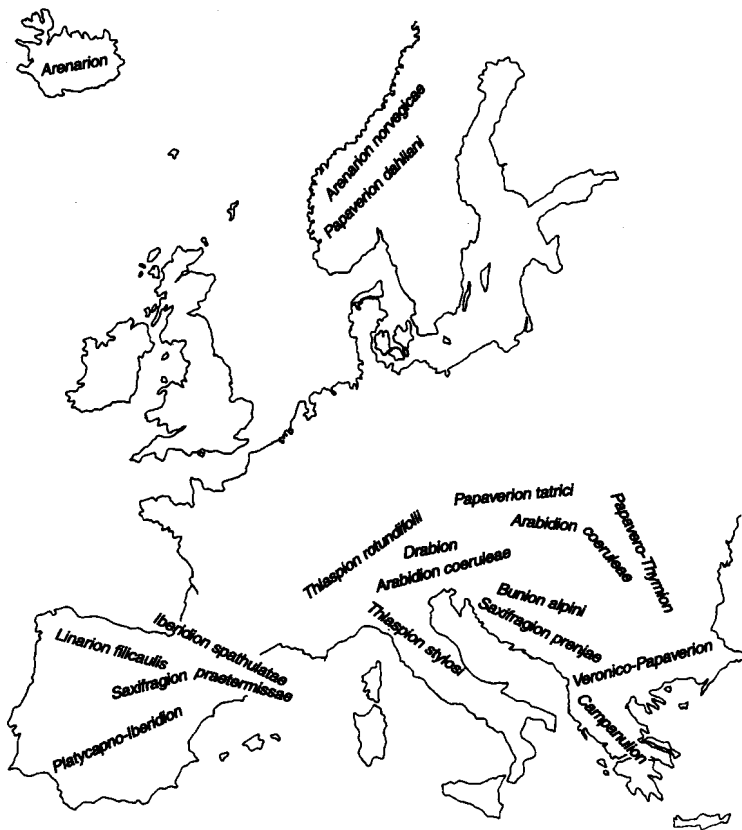 Arenarion
Arenarion norvegicae
Papaverion dahliani
Papaverion tatrici
Papavero-Thymion
Thlaspion rotundifolii
Arabidion coeruleae
Drabion
Arabidion coeruleae
Bunion alpini
Thlaspion stylosi
Saxifragion prenjae
Iberidion spathulatae
Linarion filicaulis
Veronico-Papaverion
Saxifragion praetermissae
Campanulion
Platycapno-Iberidion